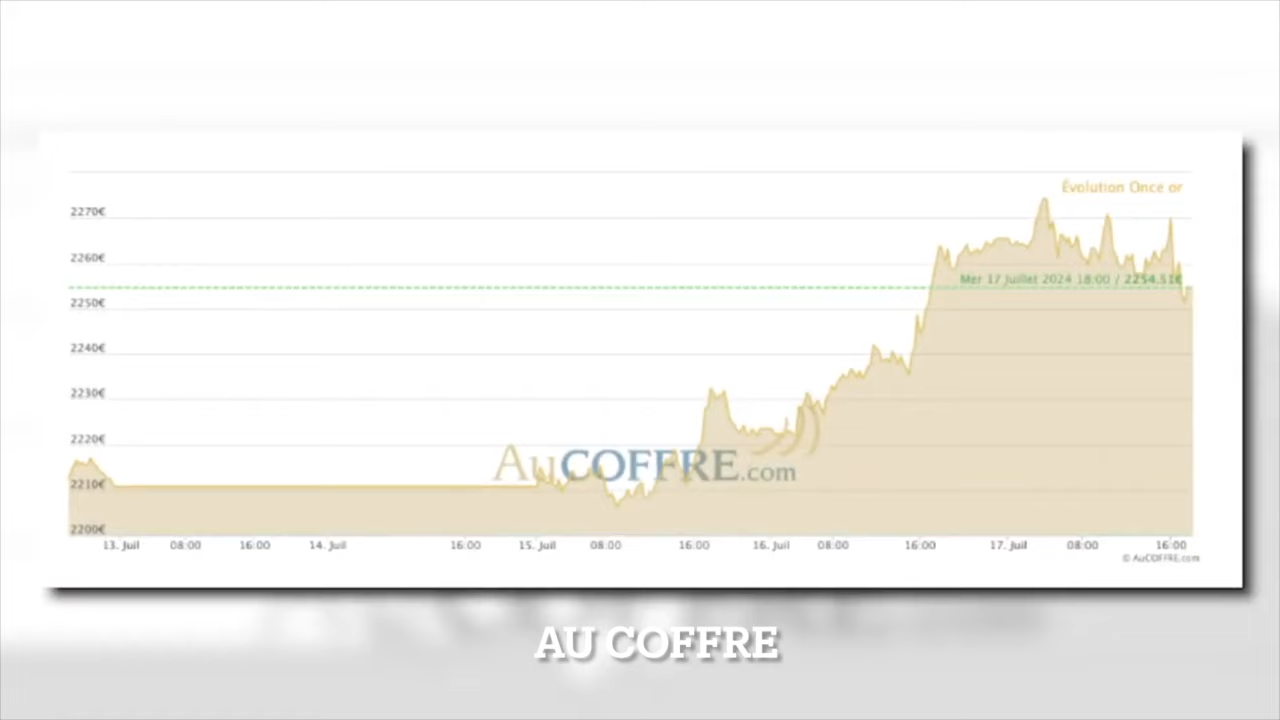 Évolution Once or
2270€
2260€
Mer 17 Juillet 2024 18:00 / 2254.51€
2250€
2240€
2230€
2220€
AuCOFFRE.com
2210€
2200€
13. Juil 08:00 16:00 14. Juil 16:00 15. Juil 08:00 16:00 16. Juil 08:00 16:00 17. Juil 08:00 16:00
© AuCOFFRE.com
AU COFFRE